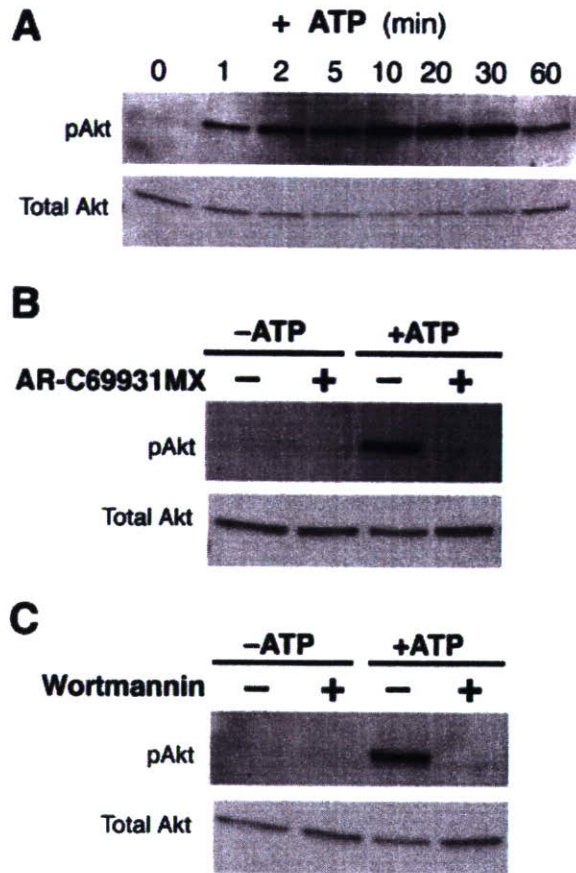 A
+ ATP (min)
0 1 2 5 10 20 30 60
pAkt
Total Akt
B
–ATP +ATP
AR-C69931MX − + − +
pAkt
Total Akt
C
–ATP +ATP
Wortmannin − + − +
pAkt
Total Akt